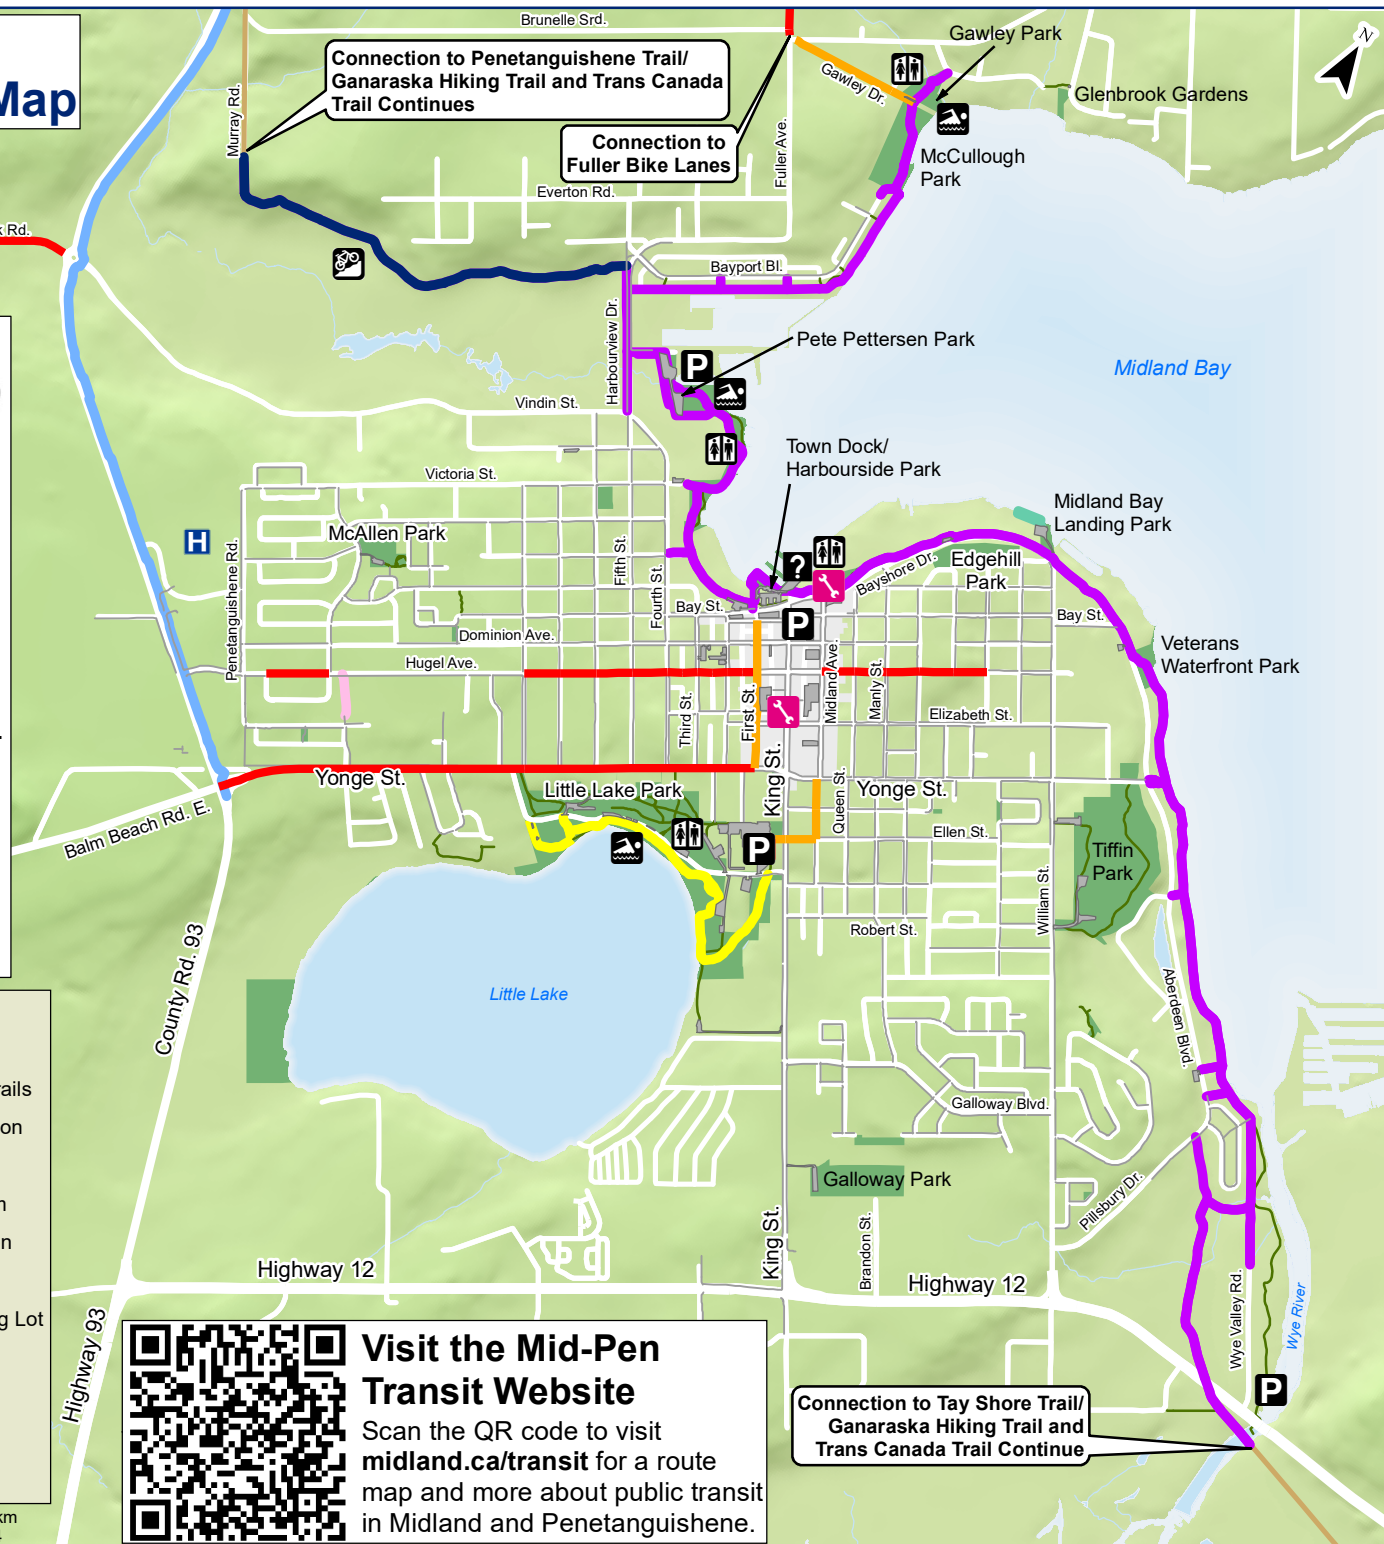 Map
Brunelle Srd.
Gawley Park
N
Connection to Penetanguishene Trail/
Ganaraska Hiking Trail and Trans Canada
Trail Continues
Murray Rd.
Gawley Dr.
Glenbrook Gardens
Connection to
Fuller Bike Lanes
Fuller Ave.
McCullough
Park
Everton Rd.
Rd.
Bayport Bl.
Harbourview Dr.
Pete Pettersen Park
P
Midland Bay
Vindin St.
Town Dock/
Harbourside Park
Victoria St.
Midland Bay
Landing Park
H
McAllen Park
Penetanguishene Rd.
Fifth St.
Fourth St.
?
Bayshore Dr.
Edgehill
Park
Bay St.
P
Bay St.
Dominion Ave.
Hugel Ave.
Veterans
Waterfront Park
Third St.
First St.
Midland Ave.
Manly St.
Elizabeth St.
Yonge St.
King St.
Little Lake Park
Queen St.
Yonge St.
Balm Beach Rd. E.
Ellen St.
P
Tiffin
Park
William St.
Robert St.
County Rd. 93
Little Lake
Aberdeen Blvd.
ails
on
Galloway Blvd.
Galloway Park
Pillsbury Dr.
n
King St.
Brandon St.
Highway 12
Highway 12
g Lot
Wye Valley Rd.
Wye River
Highway 93
P
Visit the Mid-Pen
Transit Website
Scan the QR code to visit
midland.ca/transit for a route
map and more about public transit
in Midland and Penetanguishene.
Connection to Tay Shore Trail/
Ganaraska Hiking Trail and
Trans Canada Trail Continue
km